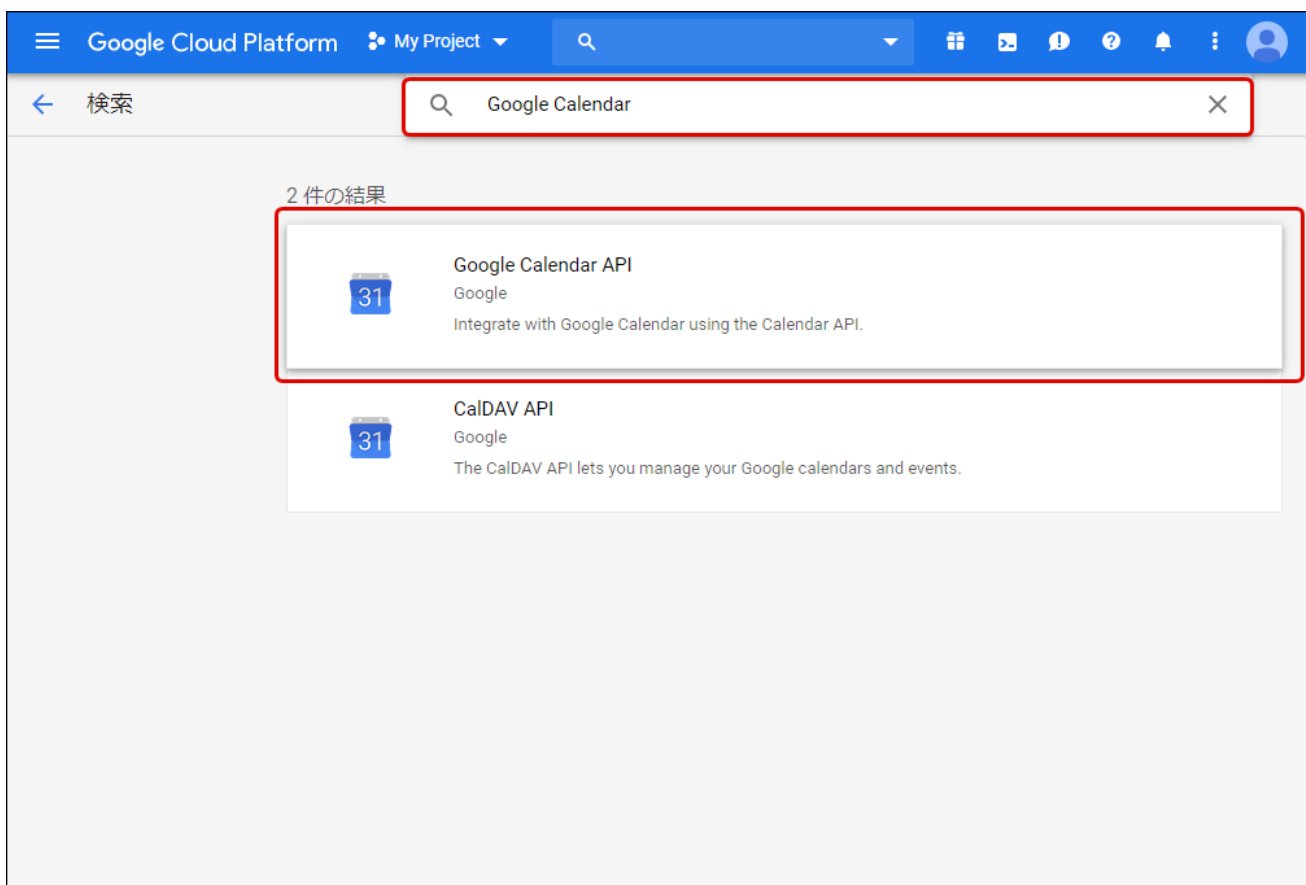 Google Cloud Platform My Project
検索 Google Calendar
2 件の結果
31
Google Calendar API
Google
Integrate with Google Calendar using the Calendar API.
31
CalDAV API
Google
The CalDAV API lets you manage your Google calendars and events.